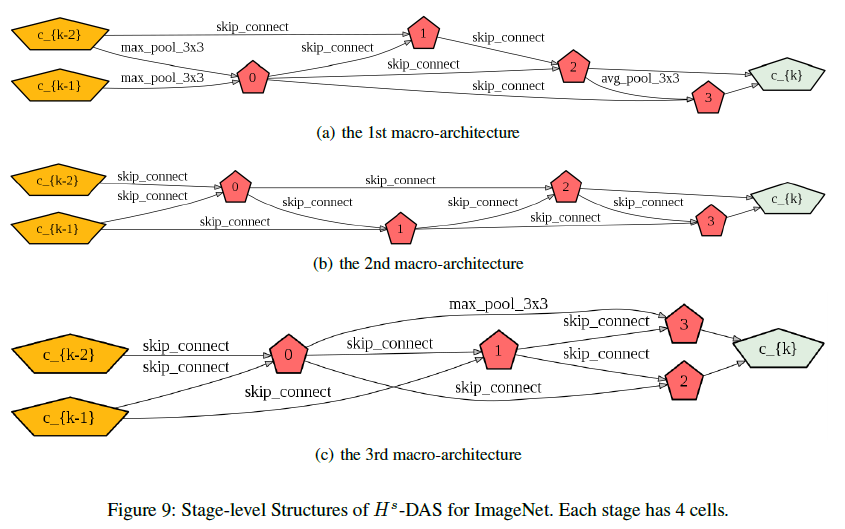 c_{k-2}
skip_connect
1
skip_connect
max_pool_3x3
skip_connect
c_{k-1}
max_pool_3x3
0
skip_connect
2
avg_pool_3x3
c_{k}
skip_connect
3
(a) the 1st macro-architecture
c_{k-2}
skip_connect
0
skip_connect
2
c_{k}
skip_connect
skip_connect
skip_connect
skip_connect
c_{k-1}
skip_connect
1
skip_connect
3
(b) the 2nd macro-architecture
max_pool_3x3
skip_connect
3
c_{k-2}
skip_connect
0
skip_connect
1
skip_connect
c_{k}
skip_connect
c_{k-1}
skip_connect
skip_connect
2
(c) the 3rd macro-architecture
Figure 9: Stage-level Structures of H^s-DAS for ImageNet. Each stage has 4 cells.